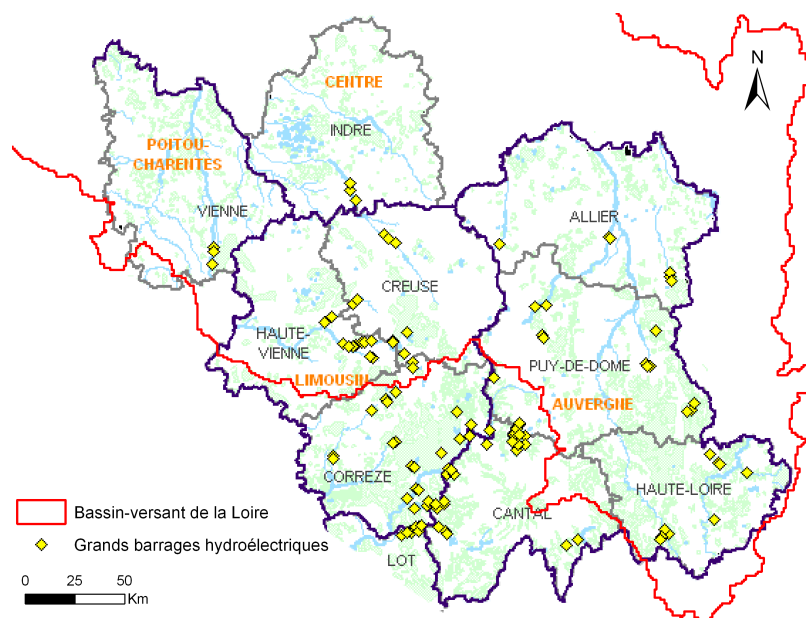 CENTRE
N
INDRE
POITOU-
CHARENTES
VIENNE
ALLIER
CREUSE
HAUTE-
VIENNE
PUY-DE-DOME
LIMOUSIN
AUVERGNE
CORREZE
HAUTE-LOIRE
CANTAL
LOT
Bassin-versant de la Loire
Grands barrages hydroélectriques
0 25 50
Km